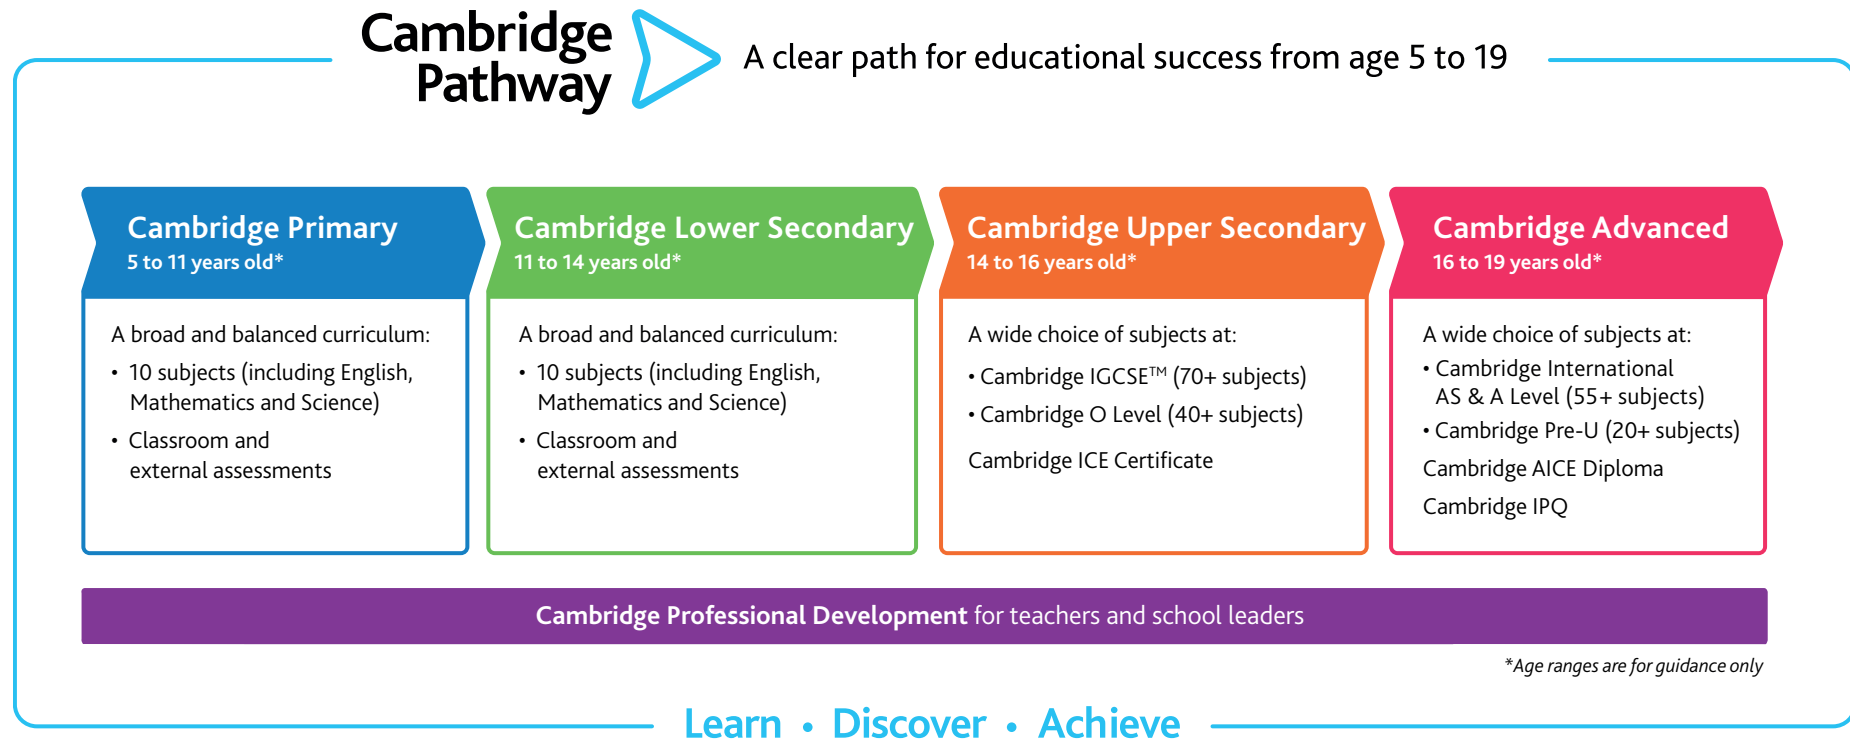 Cambridge
Pathway
A clear path for educational success from age 5 to 19
Cambridge Primary
5 to 11 years old*
A broad and balanced curriculum:
• 10 subjects (including English,
Mathematics and Science)
• Classroom and
external assessments
Cambridge Lower Secondary
11 to 14 years old*
A broad and balanced curriculum:
• 10 subjects (including English,
Mathematics and Science)
• Classroom and
external assessments
Cambridge Upper Secondary
14 to 16 years old*
A wide choice of subjects at:
• Cambridge IGCSE™ (70+ subjects)
• Cambridge O Level (40+ subjects)
Cambridge ICE Certificate
Cambridge Advanced
16 to 19 years old*
A wide choice of subjects at:
• Cambridge International
AS & A Level (55+ subjects)
• Cambridge Pre-U (20+ subjects)
Cambridge AICE Diploma
Cambridge IPQ
Cambridge Professional Development for teachers and school leaders
*Age ranges are for guidance only
Learn • Discover • Achieve